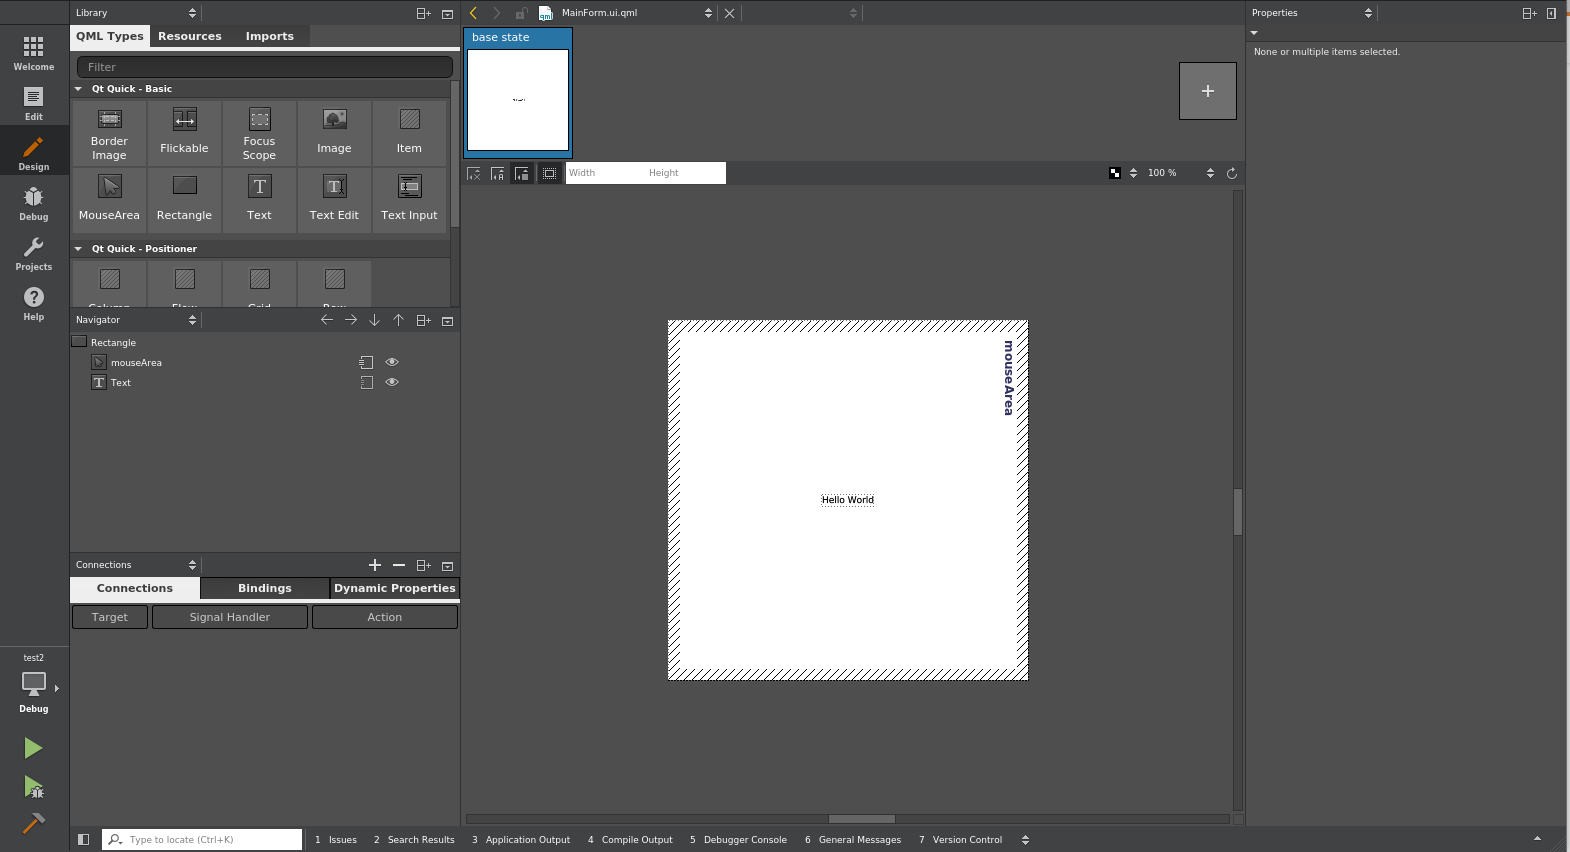 Library
MainForm.ui.qml
Properties
QML Types Resources Imports
base state
None or multiple items selected.
Welcome
Filter
Qt Quick - Basic
Edit
Border Image
Flickable
Focus Scope
Image
Item
Design
Width Height
100 %
MouseArea
Rectangle
Text
Text Edit
Text Input
Debug
Qt Quick - Positioner
Projects
Column Flow Grid Row
Help
Navigator
Rectangle
mouseArea
Text
mouseArea
Hello World
Connections
Connections Bindings Dynamic Properties
Target Signal Handler Action
test2
Debug
Type to locate (Ctrl+K)
1 Issues 2 Search Results 3 Application Output 4 Compile Output 5 Debugger Console 6 General Messages 7 Version Control